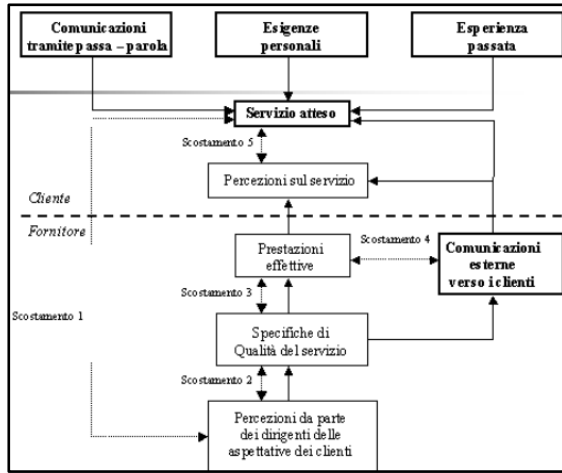 Comunicazioni
tramite passa – parola
Esigenze
personali
Esperienza
passata
Servizio atteso
Scostamento 5
Percezioni sul servizio
Cliente
Fornitore
Prestazioni
effettive
Scostamento 4
Comunicazioni
esterne
verso i clienti
Scostamento 3
Scostamento 1
Specifiche di
Qualità del servizio
Scostamento 2
Percezioni da parte
dei dirigenti delle
aspettative dei clienti